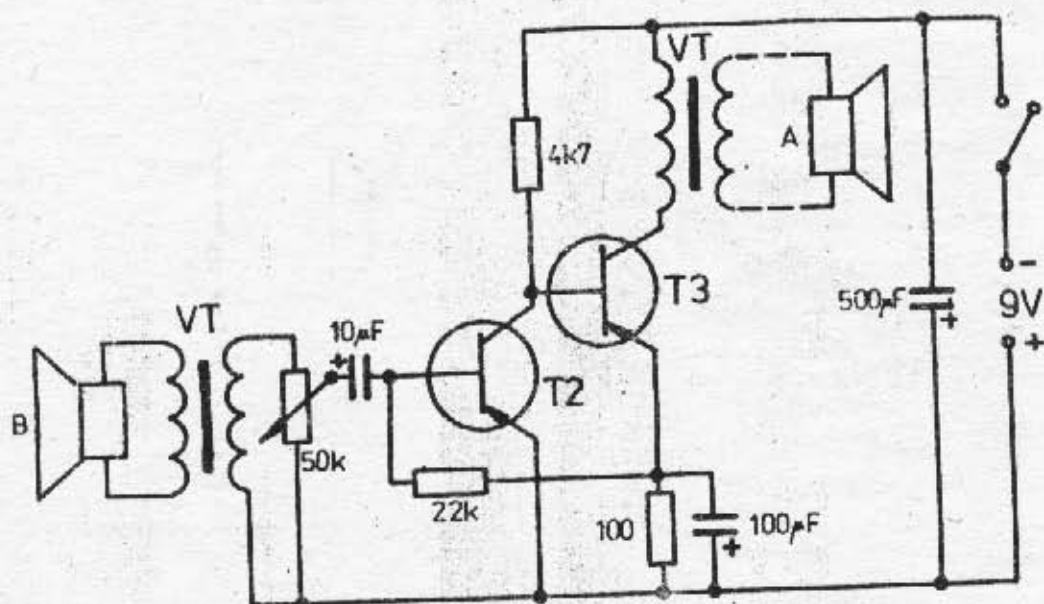 VT
4k7
A
T3
500µF
+
-
9V
+
VT
10µF
+
T2
B
50k
22k
100
100µF
+